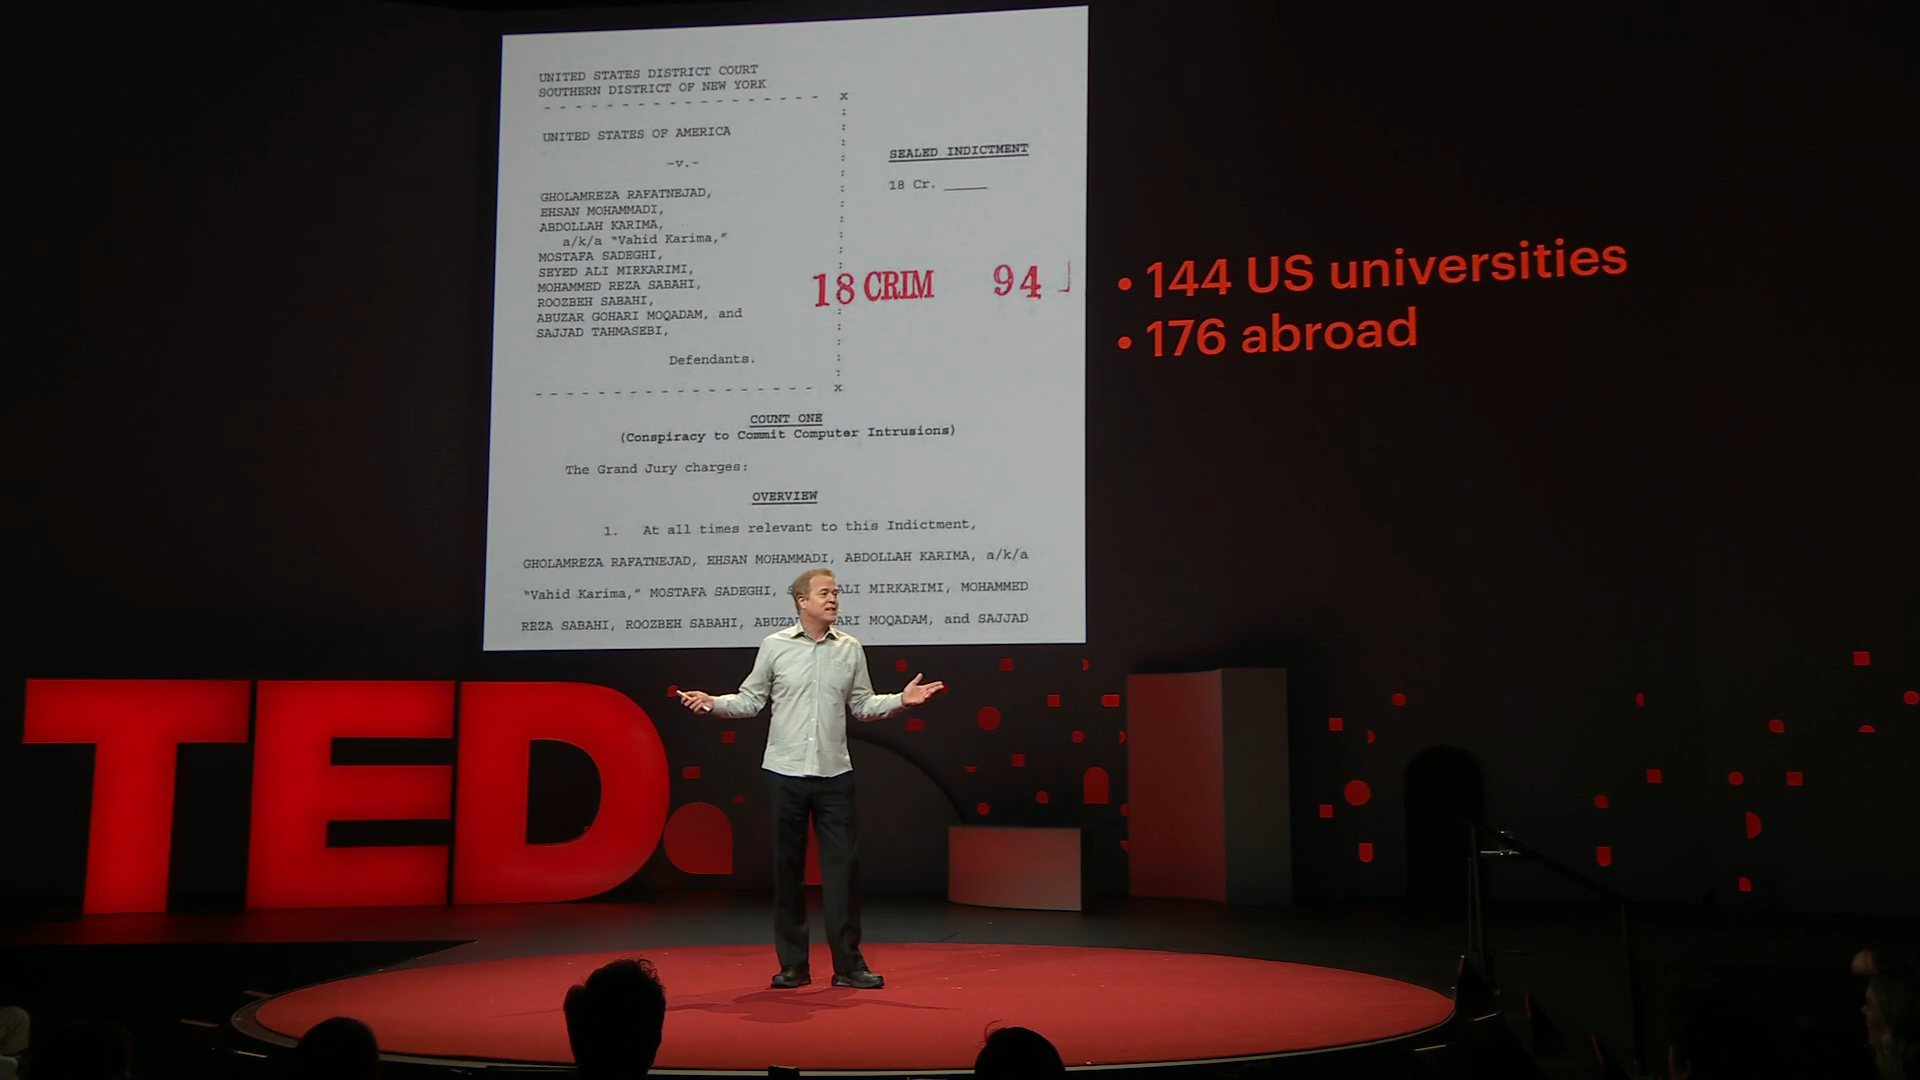 UNITED STATES DISTRICT COURT
SOUTHERN DISTRICT OF NEW YORK
- - - - - - - - - - - - - - - - - - x
UNITED STATES OF AMERICA
-v.-
GHOLAMREZA RAFATNEJAD,
EHSAN MOHAMMADI,
ABDOLLAH KARIMA,
a/k/a "Vahid Karima,"
MOSTAFA SADEGHI,
SEYED ALI MIRKARIMI,
MOHAMMED REZA SABAHI,
ROOZBEH SABAHI,
ABUZAR GOHARI MOQADAM, and
SAJJAD TAHMASEBI,
Defendants.
- - - - - - - - - - - - - - - - - - x
SEALED INDICTMENT
18 Cr. _____
18 CRIM 94
COUNT ONE
(Conspiracy to Commit Computer Intrusions)
The Grand Jury charges:
OVERVIEW
1. At all times relevant to this Indictment,
GHOLAMREZA RAFATNEJAD, EHSAN MOHAMMADI, ABDOLLAH KARIMA, a/k/a
"Vahid Karima," MOSTAFA SADEGHI, ALI MIRKARIMI, MOHAMMED
REZA SABAHI, ROOZBEH SABAHI, MOQADAM, and SAJJAD
• 144 US universities
• 176 abroad
TED